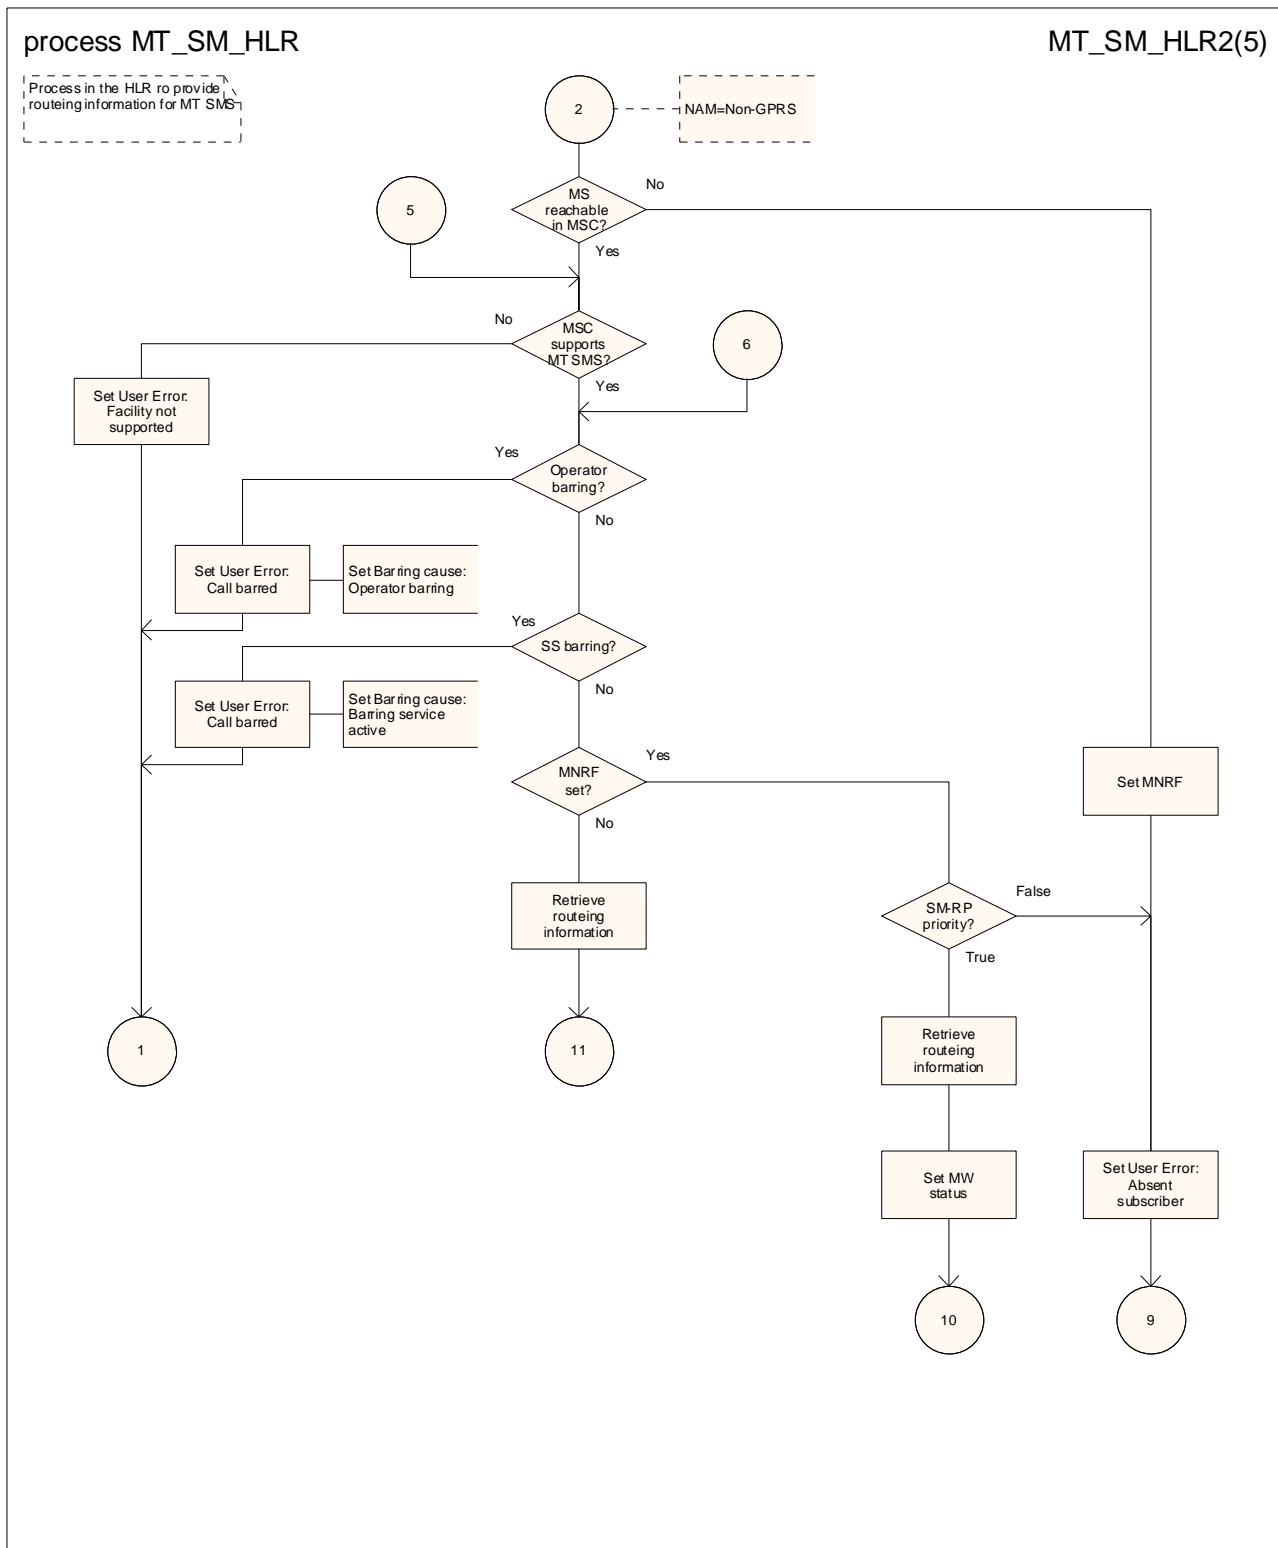 process MT_SM_HLR
MT_SM_HLR2(5)
Process in the HLR ro provide
routeing information for MT SMS
2
NAM=Non-GPRS
MS
reachable
in MSC?
No
Yes
5
No
MSC
supports
MT SMS?
Yes
6
Set User Error:
Facility not
supported
Yes
Operator
barring?
No
Set User Error:
Call barred
Set Barring cause:
Operator barring
Yes
SS barring?
No
Set User Error:
Call barred
Set Barring cause:
Barring service
active
MNRF
set?
Yes
No
Set MNRF
Retrieve
routeing
information
SM-RP
priority?
False
True
1
11
Retrieve
routeing
information
Set MW
status
Set User Error:
Absent
subscriber
10
9